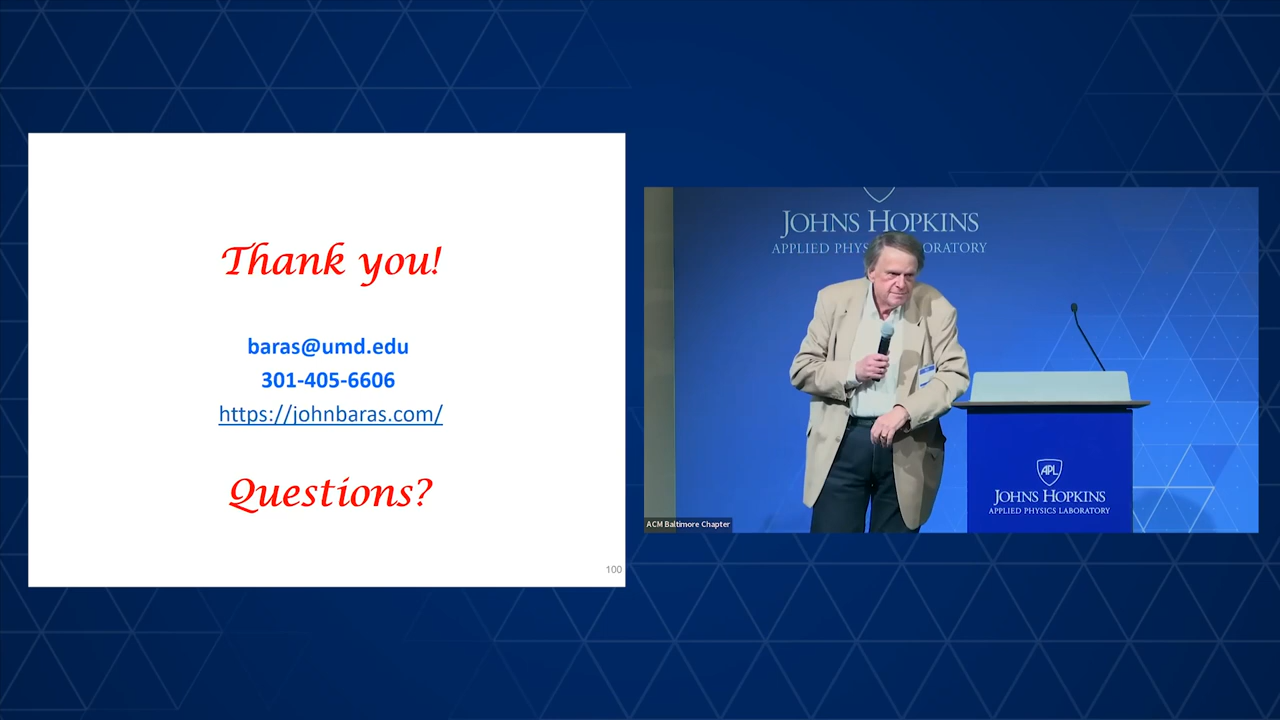 Thank you!
baras@umd.edu
301-405-6606
https://johnbaras.com/
Questions?
100
JOHNS HOPKINS
APPLIED PHYSICS LABORATORY
ACM Baltimore Chapter
APL
JOHNS HOPKINS
APPLIED PHYSICS LABORATORY